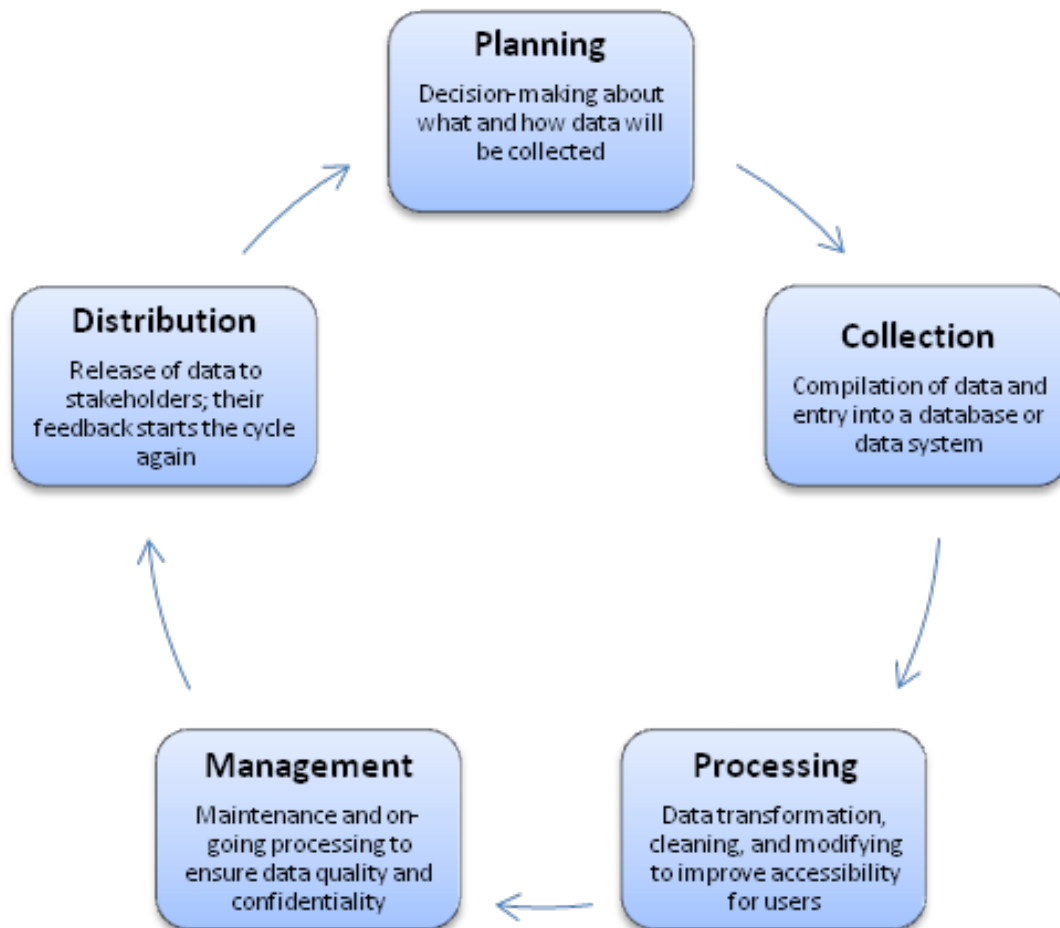 Planning
Decision-making about
what and how data will
be collected
Distribution
Release of data to
stakeholders; their
feedback starts the cycle
again
Collection
Compilation of data and
entry into a database or
data system
Management
Maintenance and on-
going processing to
ensure data quality and
confidentiality
Processing
Data transformation,
cleaning, and modifying
to improve accessibility
for users